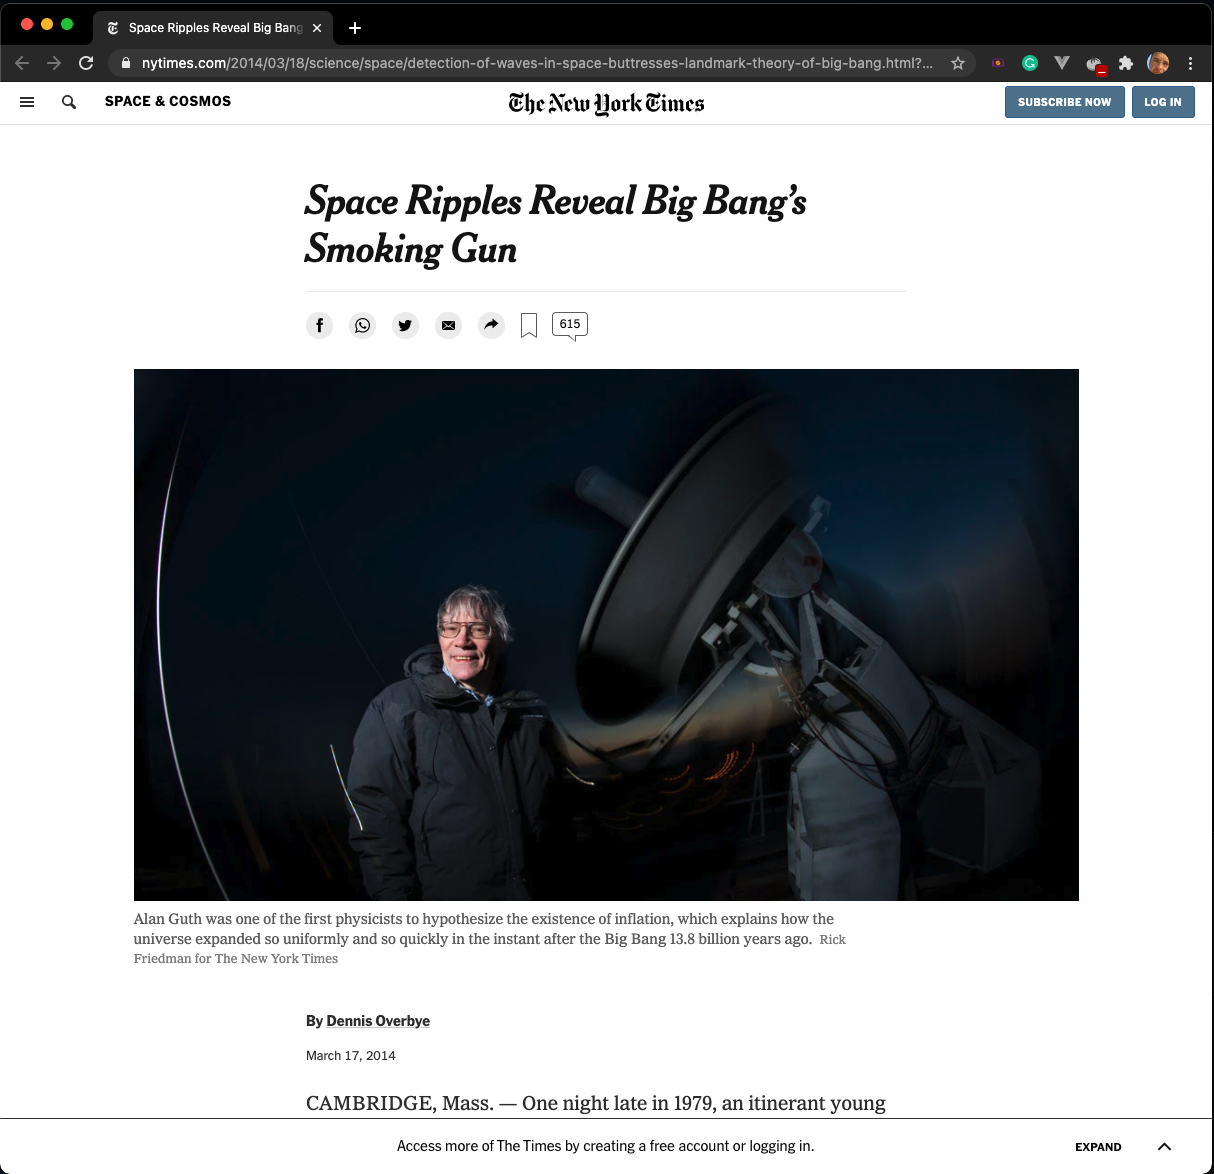 Space Ripples Reveal Big Bang
nytimes.com/2014/03/18/science/space/detection-of-waves-in-space-buttresses-landmark-theory-of-big-bang.html?...
SPACE & COSMOS
The New York Times
SUBSCRIBE NOW
LOG IN
Space Ripples Reveal Big Bang’s
Smoking Gun
615
Alan Guth was one of the first physicists to hypothesize the existence of inflation, which explains how the
universe expanded so uniformly and so quickly in the instant after the Big Bang 13.8 billion years ago. Rick
Friedman for The New York Times
By Dennis Overbye
March 17, 2014
CAMBRIDGE, Mass. — One night late in 1979, an itinerant young
Access more of The Times by creating a free account or logging in.
EXPAND